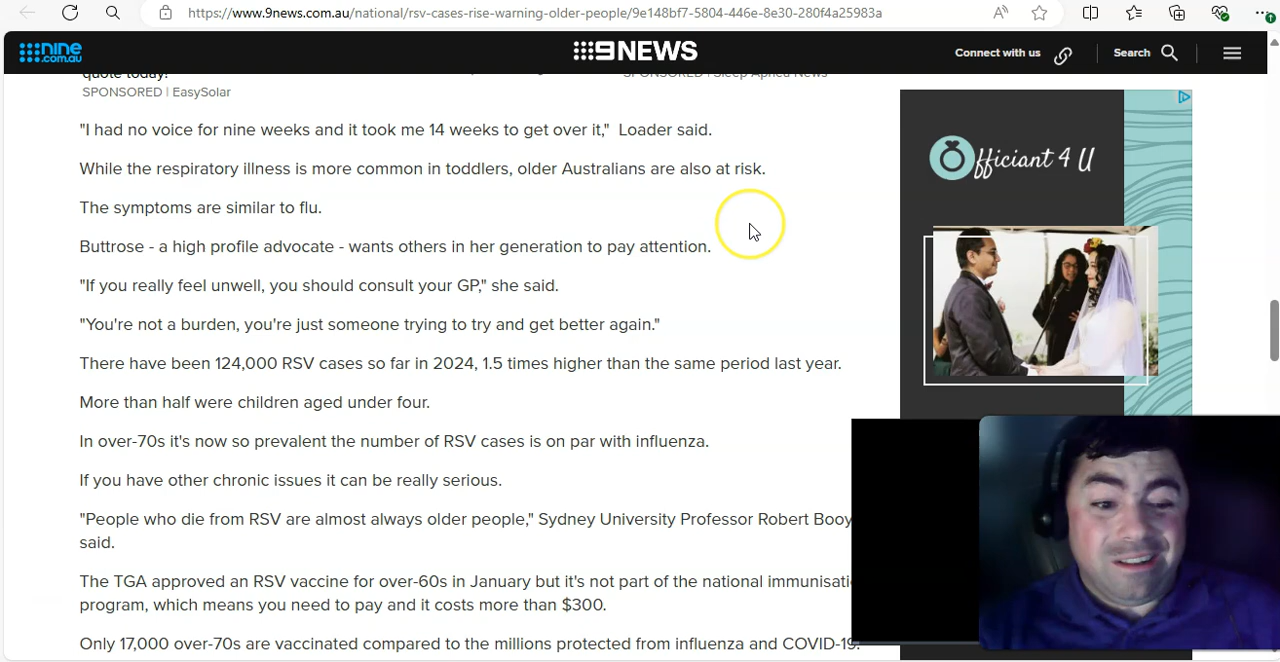 https://www.9news.com.au/national/rsv-cases-rise-warning-older-people/9e148bf7-5804-446e-8e30-280f4a25983a
nine
.com.au
9NEWS
Connect with us
Search
quote today!
SPONSORED | Sleep Apnea News
SPONSORED | EasySolar
"I had no voice for nine weeks and it took me 14 weeks to get over it," Loader said.
While the respiratory illness is more common in toddlers, older Australians are also at risk.
The symptoms are similar to flu.
Buttrose - a high profile advocate - wants others in her generation to pay attention.
"If you really feel unwell, you should consult your GP," she said.
"You're not a burden, you're just someone trying to try and get better again."
There have been 124,000 RSV cases so far in 2024, 1.5 times higher than the same period last year.
More than half were children aged under four.
In over-70s it's now so prevalent the number of RSV cases is on par with influenza.
If you have other chronic issues it can be really serious.
"People who die from RSV are almost always older people," Sydney University Professor Robert Booy
said.
The TGA approved an RSV vaccine for over-60s in January but it's not part of the national immunisati
program, which means you need to pay and it costs more than $300.
Only 17,000 over-70s are vaccinated compared to the millions protected from influenza and COVID-19.
fficiant 4 U